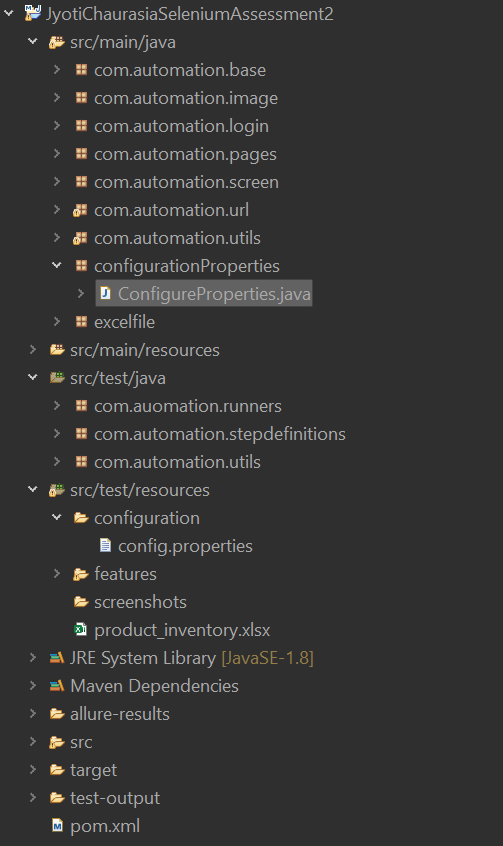 JyotiChaurasiaSeleniumAssessment2
src/main/java
com.automation.base
com.automation.image
com.automation.login
com.automation.pages
com.automation.screen
com.automation.url
com.automation.utils
configurationProperties
ConfigureProperties.java
excelfile
src/main/resources
src/test/java
com.auomation.runners
com.automation.stepdefinitions
com.automation.utils
src/test/resources
configuration
config.properties
features
screenshots
product_inventory.xlsx
JRE System Library [JavaSE-1.8]
Maven Dependencies
allure-results
src
target
test-output
pom.xml